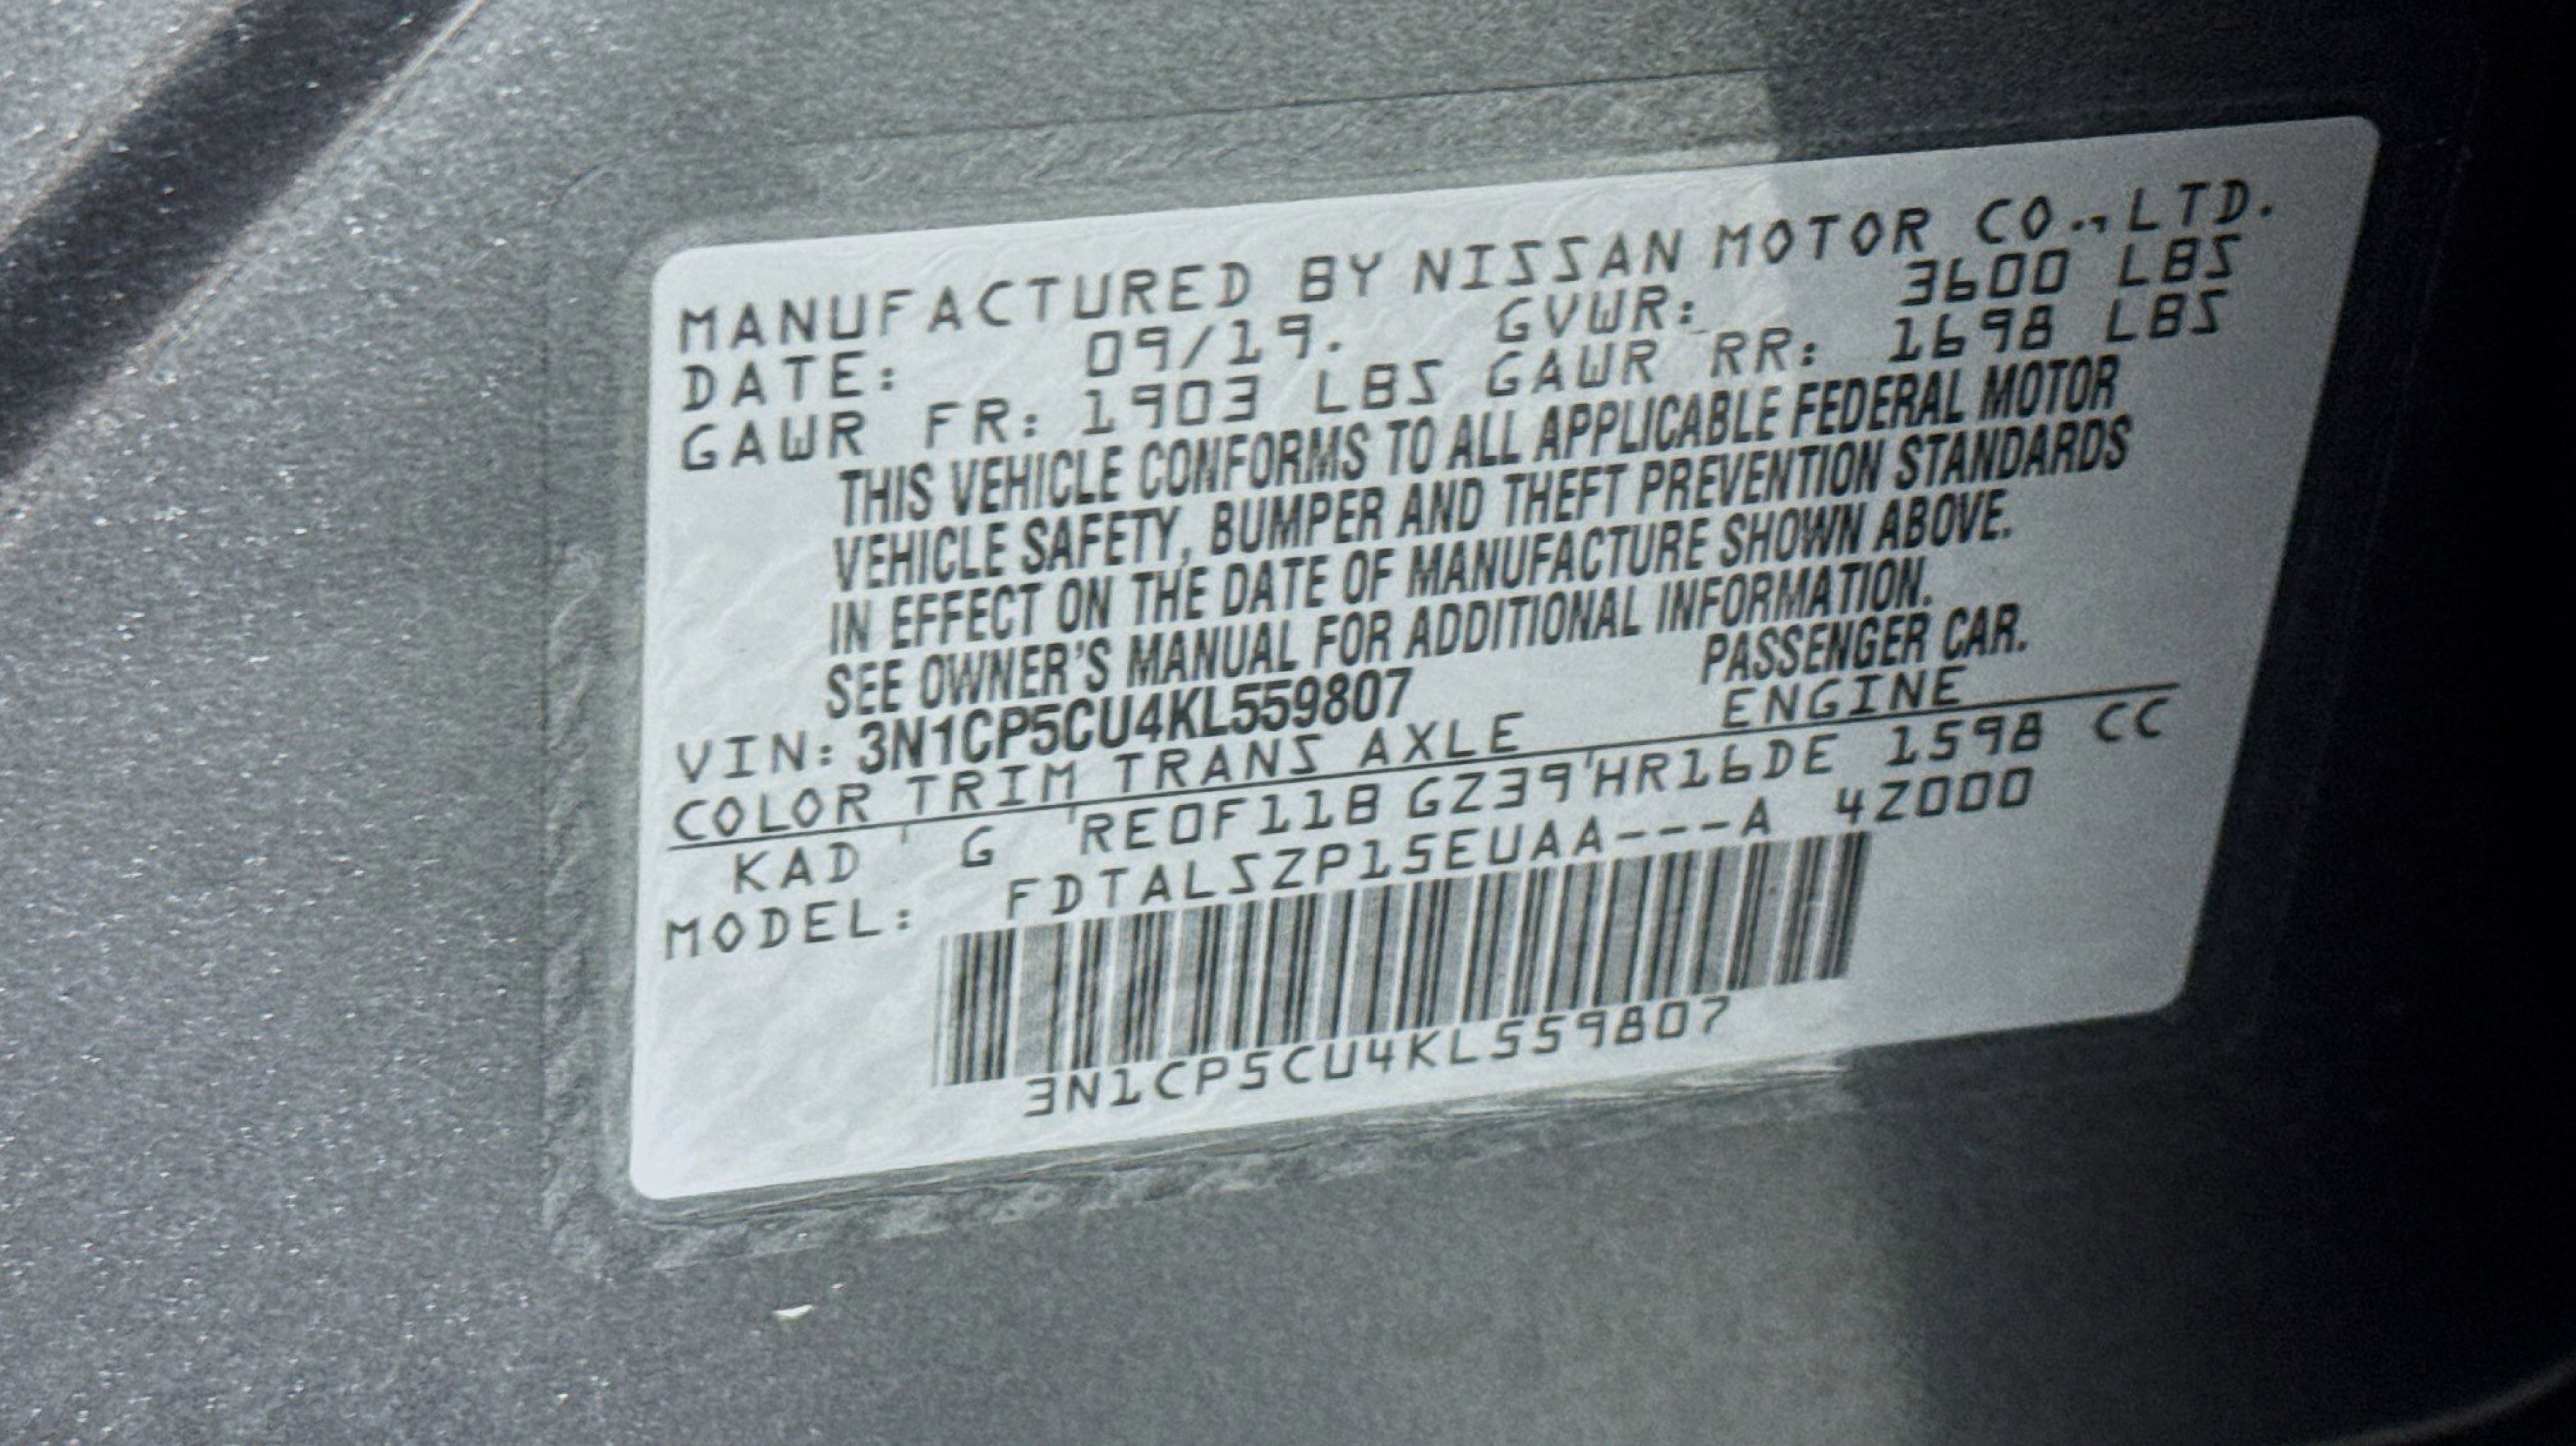 MANUFACTURED BY NISSAN MOTOR CO.,LTD.
DATE: 09/19. GVWR: 3600 LBS
GAWR FR: 1903 LBS GAWR RR: 1698 LBS
THIS VEHICLE CONFORMS TO ALL APPLICABLE FEDERAL MOTOR
VEHICLE SAFETY, BUMPER AND THEFT PREVENTION STANDARDS
IN EFFECT ON THE DATE OF MANUFACTURE SHOWN ABOVE.
SEE OWNER'S MANUAL FOR ADDITIONAL INFORMATION.
VIN: 3N1CP5CU4KL559807 PASSENGER CAR.
COLOR TRIM TRANS AXLE ENGINE
KAD G RE0F11B GZ39 HR16DE 1598 CC
MODEL: FDTALSZP15EUAA---A 4Z000
3N1CP5CU4KL559807